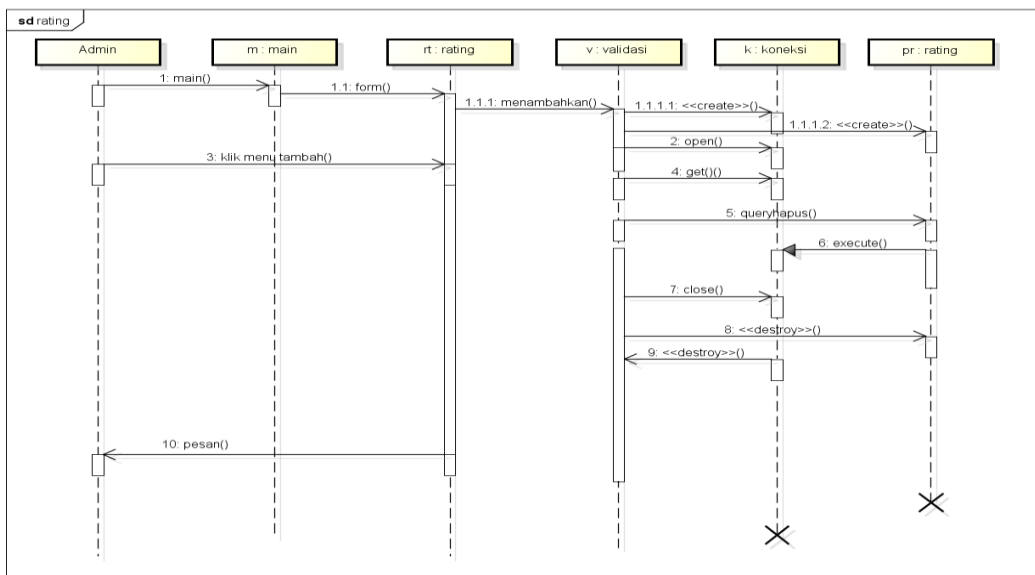 sd rating
Admin
m : main
rt : rating
v : validasi
k : koneksi
pr : rating
1: main()
1.1: form()
1.1.1: menambahkan()
1.1.1.1: <<create>>()
1.1.1.2: <<create>>()
2: open()
3: klik menu tambah()
4: get()()
5: queryhapus()
6: execute()
7: close()
8: <<destroy>>()
9: <<destroy>>()
10: pesan()